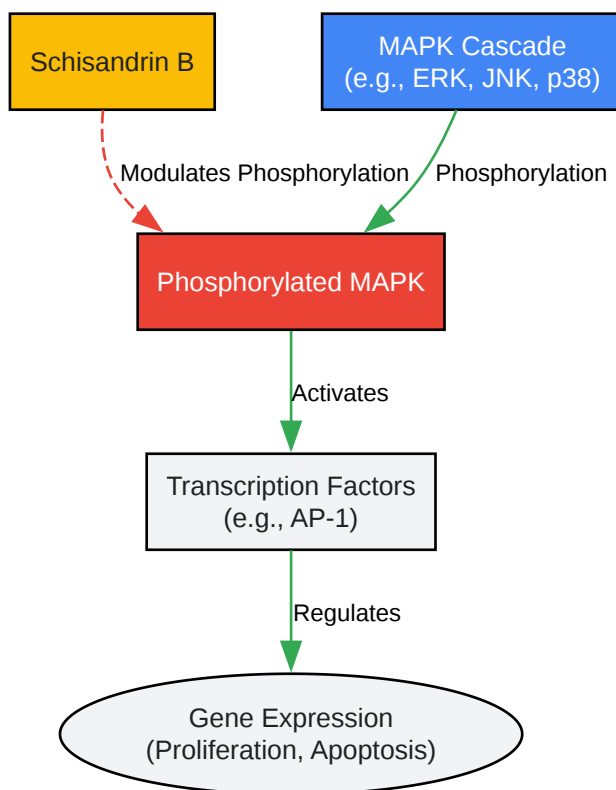 Schisandrin B
MAPK Cascade
(e.g., ERK, JNK, p38)
Modulates Phosphorylation
Phosphorylation
Phosphorylated MAPK
Activates
Transcription Factors
(e.g., AP-1)
Regulates
Gene Expression
(Proliferation, Apoptosis)